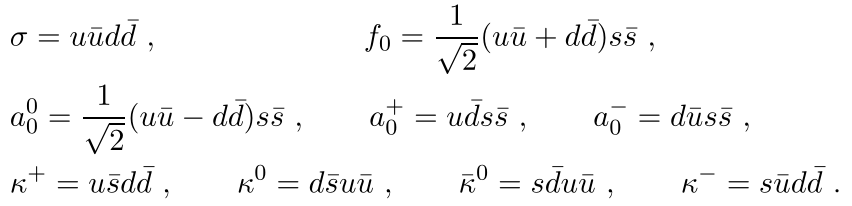 σ = uūdd̄ , f₀ = 1/√2 (uū + dd̄)ss̄ ,
a₀⁰ = 1/√2 (uū − dd̄)ss̄ , a₀⁺ = ud̄ss̄ , a₀⁻ = dūss̄ ,
κ⁺ = us̄dd̄ , κ⁰ = ds̄uū , κ̄⁰ = sd̄uū , κ⁻ = sūdd̄ .